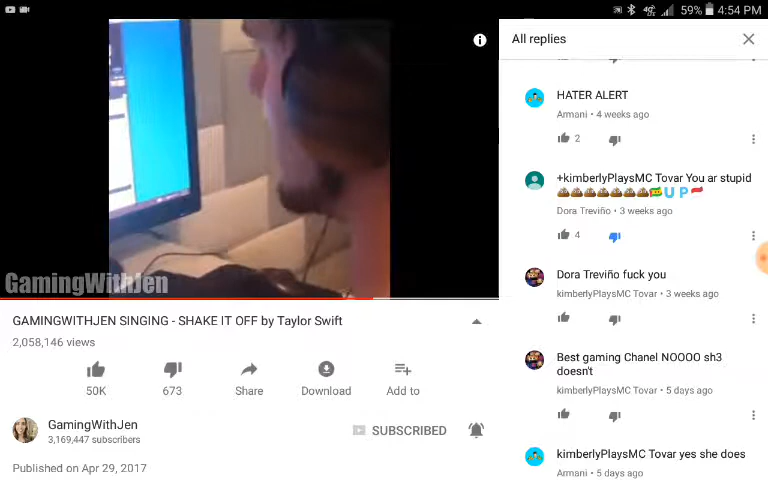 59% 4:54 PM
GamingWithJen
GAMINGWITHJEN SINGING - SHAKE IT OFF by Taylor Swift
2,058,146 views
50K
673
Share
Download
Add to
GamingWithJen
3,169,447 subscribers
SUBSCRIBED
Published on Apr 29, 2017
All replies
HATER ALERT
Armani • 4 weeks ago
2
+kimberlyPlaysMC Tovar You ar stupid
💩💩💩💩💩💩💩🇸🇹🇺 🇵 🇮🇩
Dora Treviño • 3 weeks ago
4
Dora Treviño fuck you
kimberlyPlaysMC Tovar • 3 weeks ago
Best gaming Chanel NOOOO sh3
doesn't
kimberlyPlaysMC Tovar • 5 days ago
kimberlyPlaysMC Tovar yes she does
Armani • 5 days ago